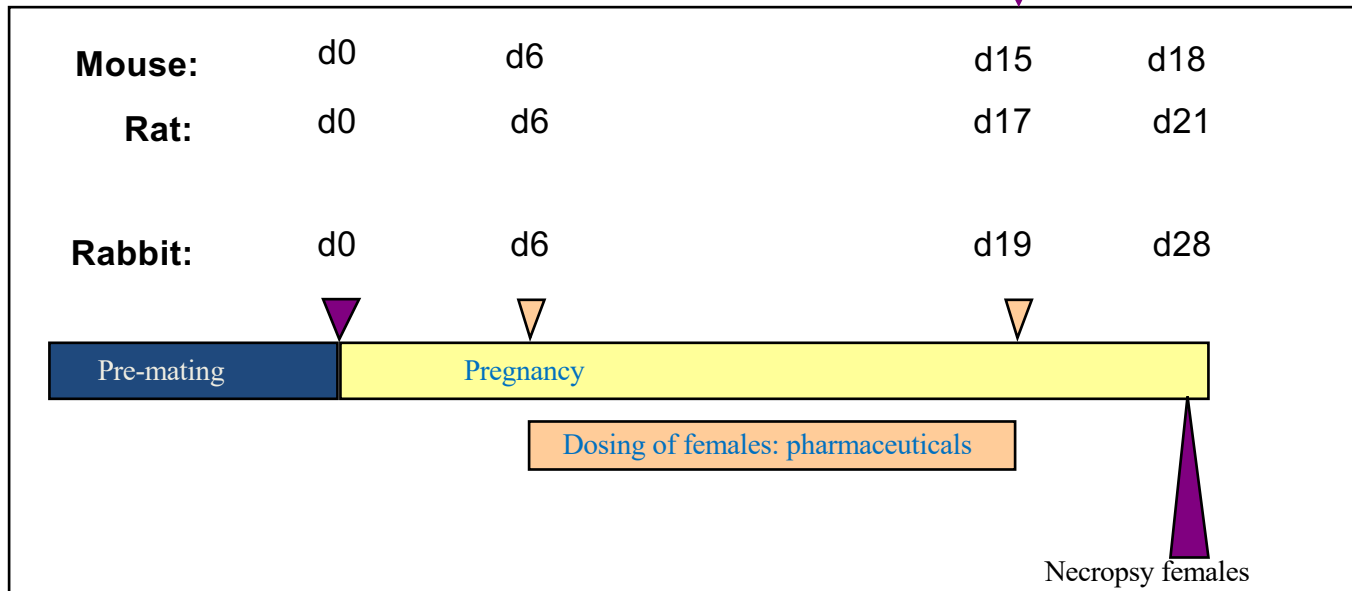 Mouse: d0 d6 d15 d18
Rat: d0 d6 d17 d21
Rabbit: d0 d6 d19 d28
Pre-mating Pregnancy
Dosing of females: pharmaceuticals
Necropsy females